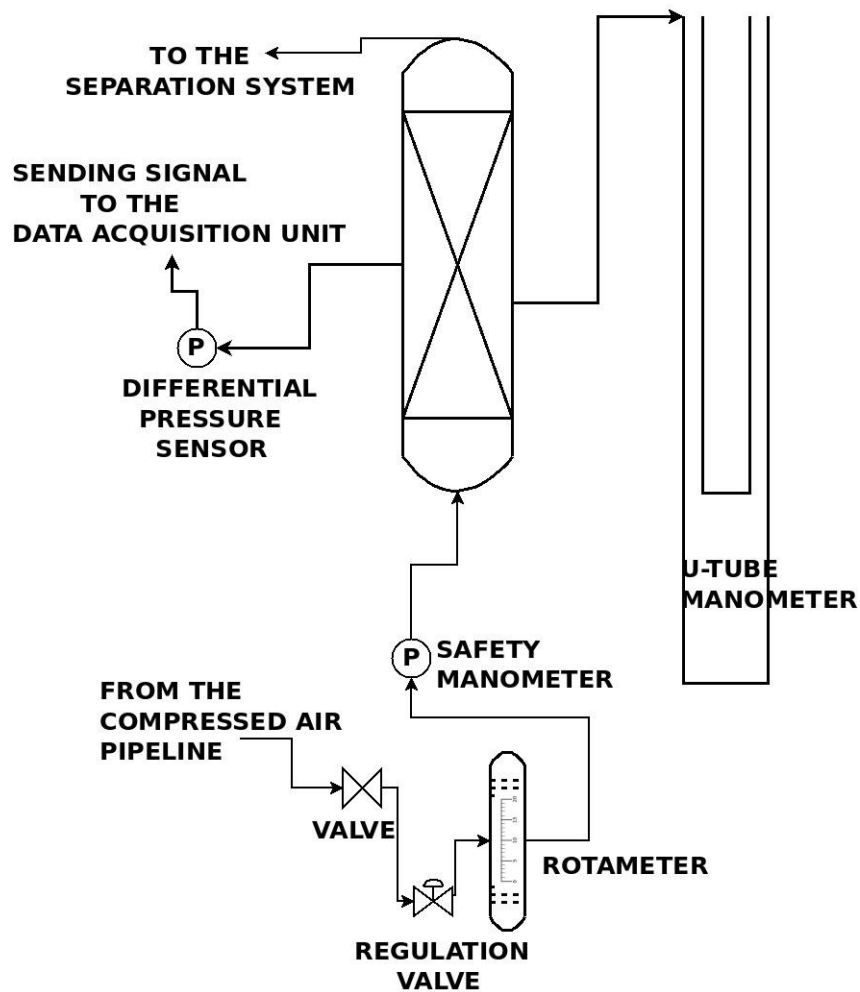 TO THE
SEPARATION SYSTEM
SENDING SIGNAL
TO THE
DATA ACQUISITION UNIT
P
DIFFERENTIAL
PRESSURE
SENSOR
U-TUBE
MANOMETER
P
SAFETY
MANOMETER
FROM THE
COMPRESSED AIR
PIPELINE
VALVE
ROTAMETER
REGULATION
VALVE